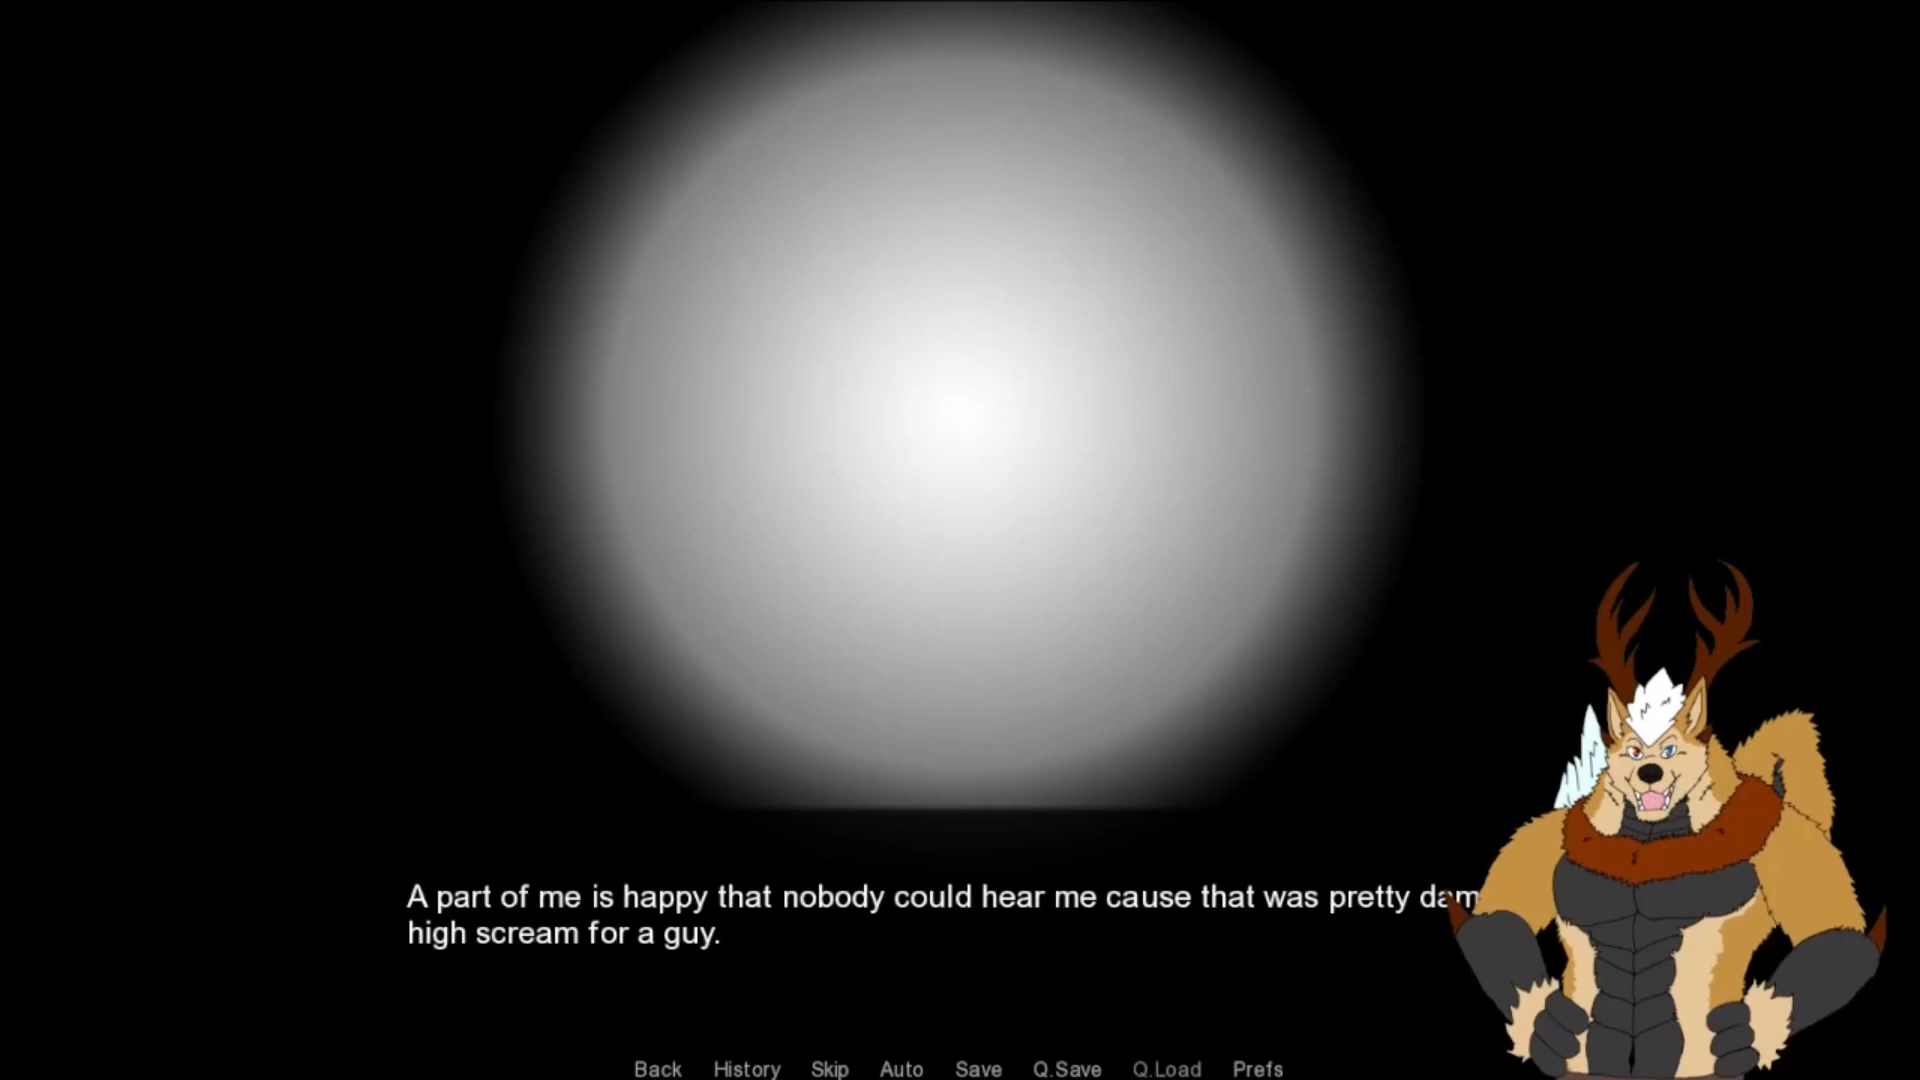 A part of me is happy that nobody could hear me cause that was pretty dam
high scream for a guy.
Back History Skip Auto Save Q.Save Q.Load Prefs